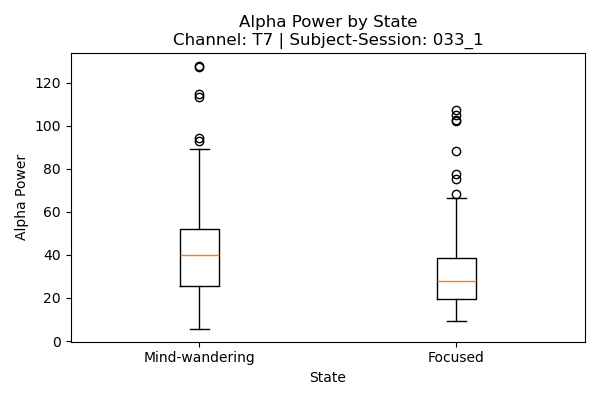 Alpha Power by State
Channel: T7 | Subject-Session: 033_1
120
100
80
60
40
20
0
Alpha Power
Mind-wandering
Focused
State